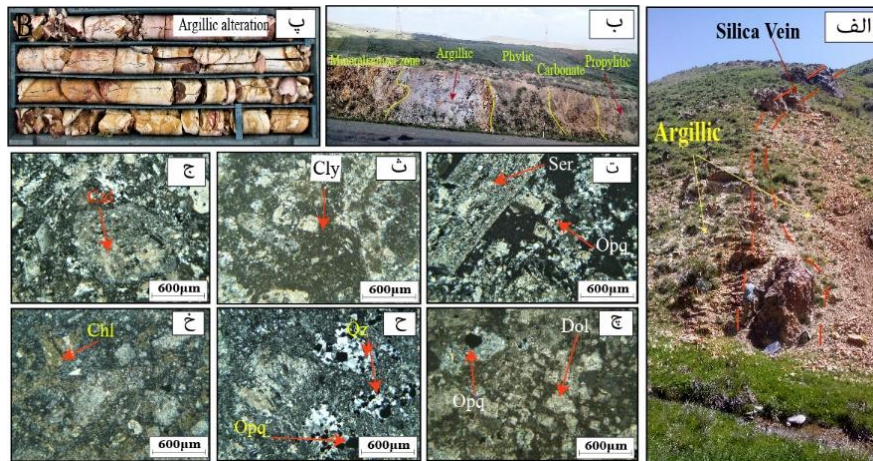 B
Argillic alteration
پ
Mineralization zone
Argillic
Phylic
Carbonate
Propylitic
ب
Silica Vein
Argillic
الف
Cal
600μm
ج
Cly
600μm
ث
Ser
Opq
600μm
ت
Chl
600μm
خ
Qz
Opq
600μm
ح
Dol
Opq
600μm
چ